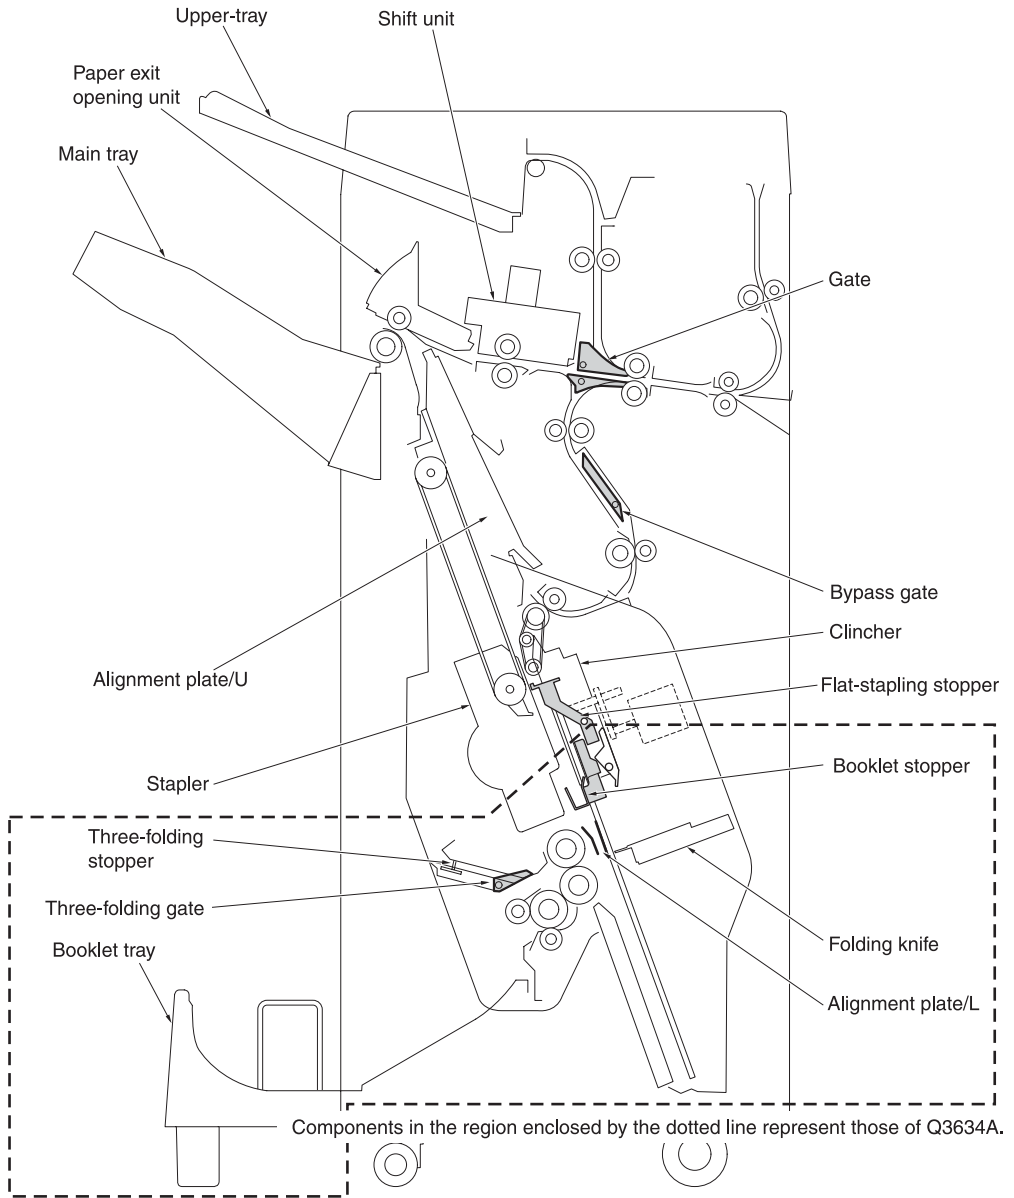 Upper-tray
Shift unit
Paper exit
opening unit
Main tray
Gate
Bypass gate
Clincher
Alignment plate/U
Flat-stapling stopper
Booklet stopper
Stapler
Three-folding
stopper
Three-folding gate
Folding knife
Booklet tray
Alignment plate/L
Components in the region enclosed by the dotted line represent those of Q3634A.